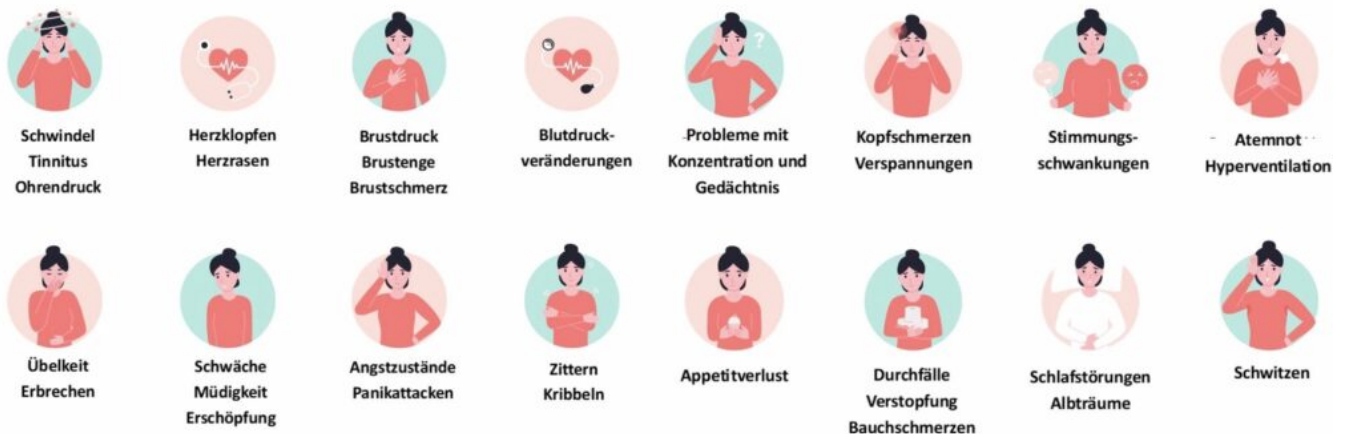 ?
Schwindel
Tinnitus
Ohrendruck
Herzklopfen
Herzrasen
Brustdruck
Brustenge
Brustschmerz
Blutdruck-
veränderungen
Probleme mit
Konzentration und
Gedächtnis
Kopfschmerzen
Verspannungen
Stimmungs-
schwankungen
Atemnot
Hyperventilation
Übelkeit
Erbrechen
Schwäche
Müdigkeit
Erschöpfung
Angstzustände
Panikattacken
Zittern
Kribbeln
Appetitverlust
Durchfälle
Verstopfung
Bauchschmerzen
Schlafstörungen
Albträume
Schwitzen